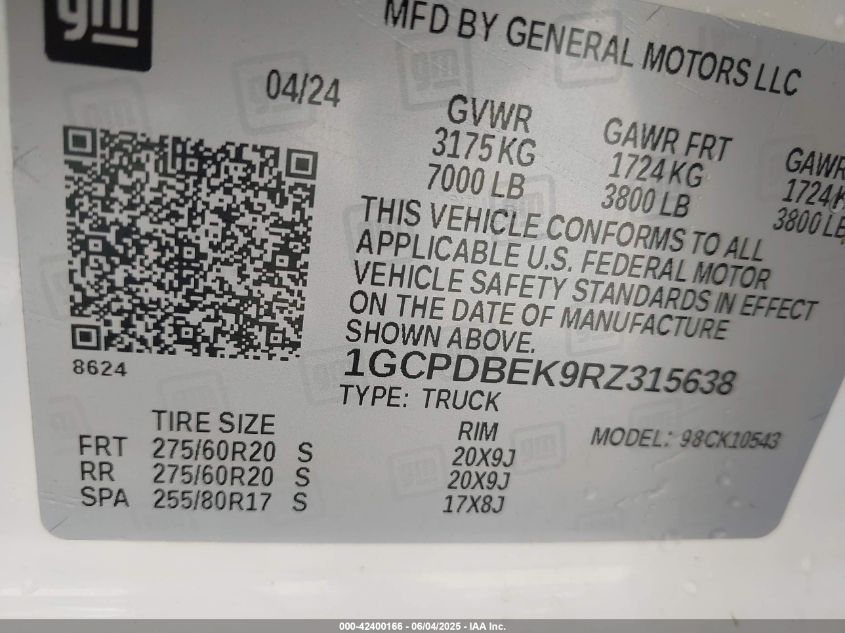 gm
MFD BY GENERAL MOTORS LLC
04/24
GVWR
3175 KG
7000 LB
GAWR FRT
1724 KG
3800 LB
GAWR
1724 K
3800 LB
THIS VEHICLE CONFORMS TO ALL
APPLICABLE U.S. FEDERAL MOTOR
VEHICLE SAFETY STANDARDS IN EFFECT
ON THE DATE OF MANUFACTURE
SHOWN ABOVE.
8624
1GCPDBEK9RZ315638
TYPE: TRUCK
MODEL: 98CK10543
TIRE SIZE
RIM
FRT 275/60R20 S 20X9J
RR 275/60R20 S 20X9J
SPA 255/80R17 S 17X8J
000-42400166 - 06/04/2025 - IAA Inc.